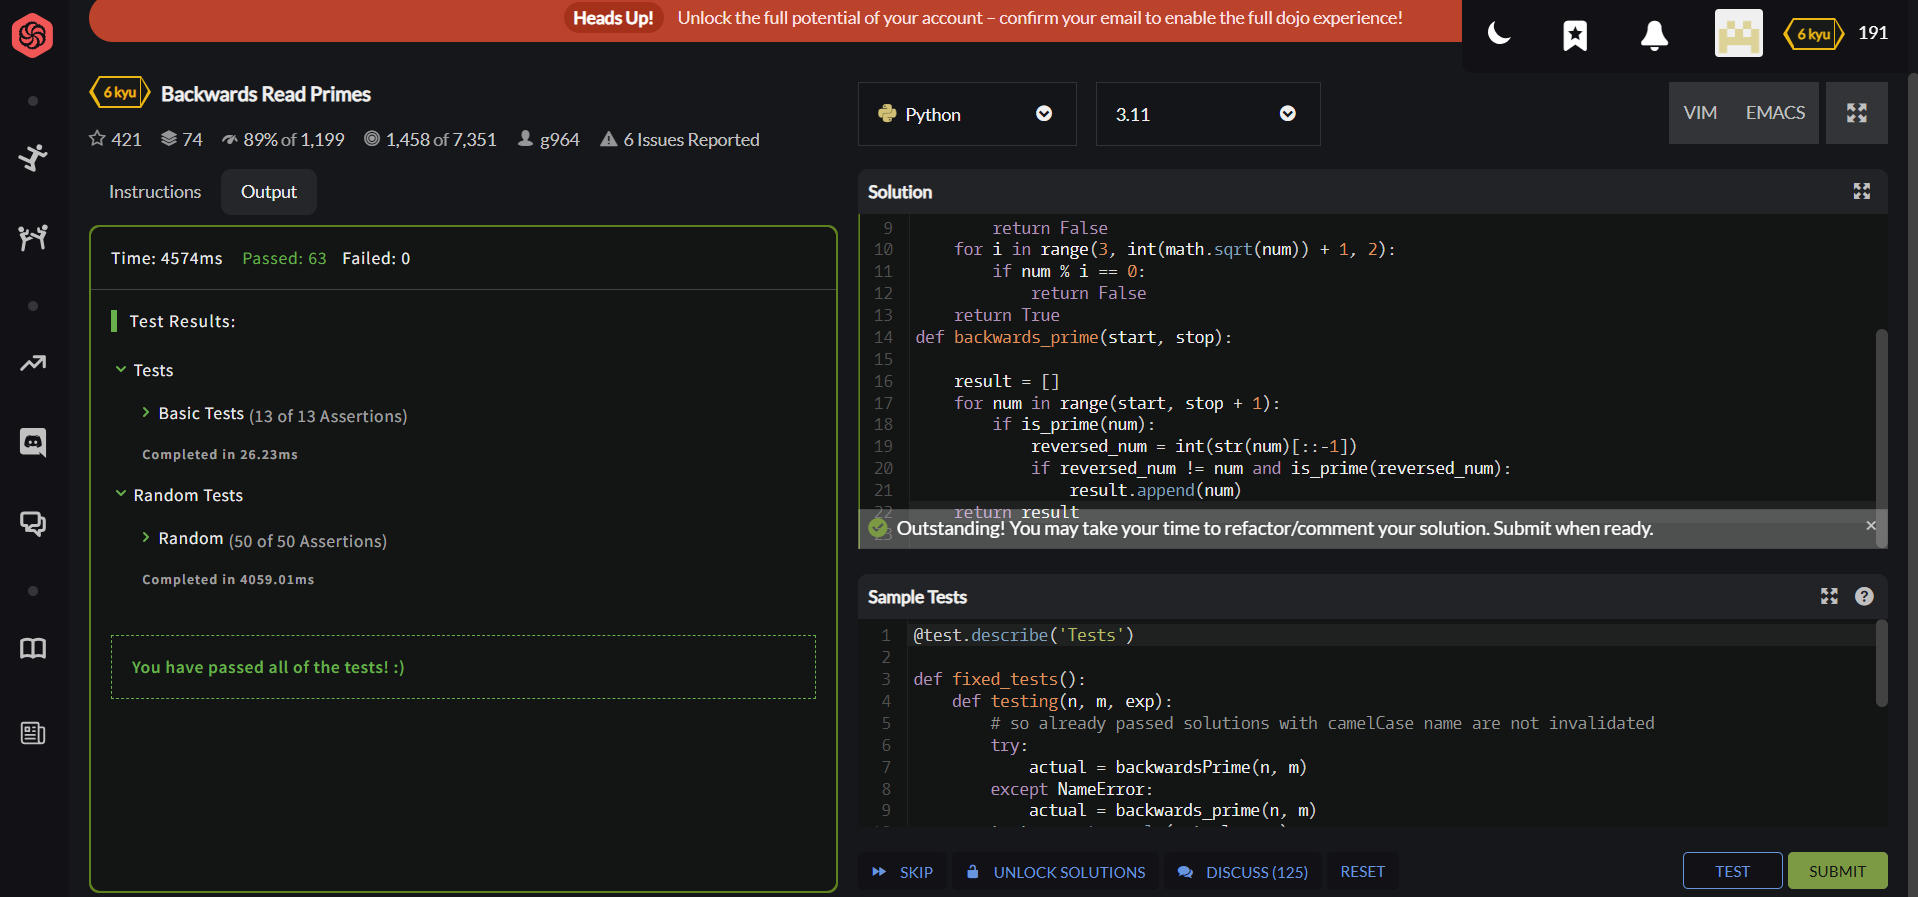 Heads Up! Unlock the full potential of your account – confirm your email to enable the full dojo experience!
6 kyu 191
6 kyu Backwards Read Primes
421 74 89% of 1,199 1,458 of 7,351 g964 6 Issues Reported
Instructions Output
Time: 4574ms Passed: 63 Failed: 0
Test Results:
Tests
Basic Tests (13 of 13 Assertions)
Completed in 26.23ms
Random Tests
Random (50 of 50 Assertions)
Completed in 4059.01ms
You have passed all of the tests! :)
Python 3.11 VIM EMACS
Solution
9 return False
10 for i in range(3, int(math.sqrt(num)) + 1, 2):
11 if num % i == 0:
12 return False
13 return True
14 def backwards_prime(start, stop):
15
16 result = []
17 for num in range(start, stop + 1):
18 if is_prime(num):
19 reversed_num = int(str(num)[::-1])
20 if reversed_num != num and is_prime(reversed_num):
21 result.append(num)
22 return result
23
Outstanding! You may take your time to refactor/comment your solution. Submit when ready.
Sample Tests
1 @test.describe('Tests')
2
3 def fixed_tests():
4 def testing(n, m, exp):
5 # so already passed solutions with camelCase name are not invalidated
6 try:
7 actual = backwardsPrime(n, m)
8 except NameError:
9 actual = backwards_prime(n, m)
SKIP UNLOCK SOLUTIONS DISCUSS (125) RESET TEST SUBMIT